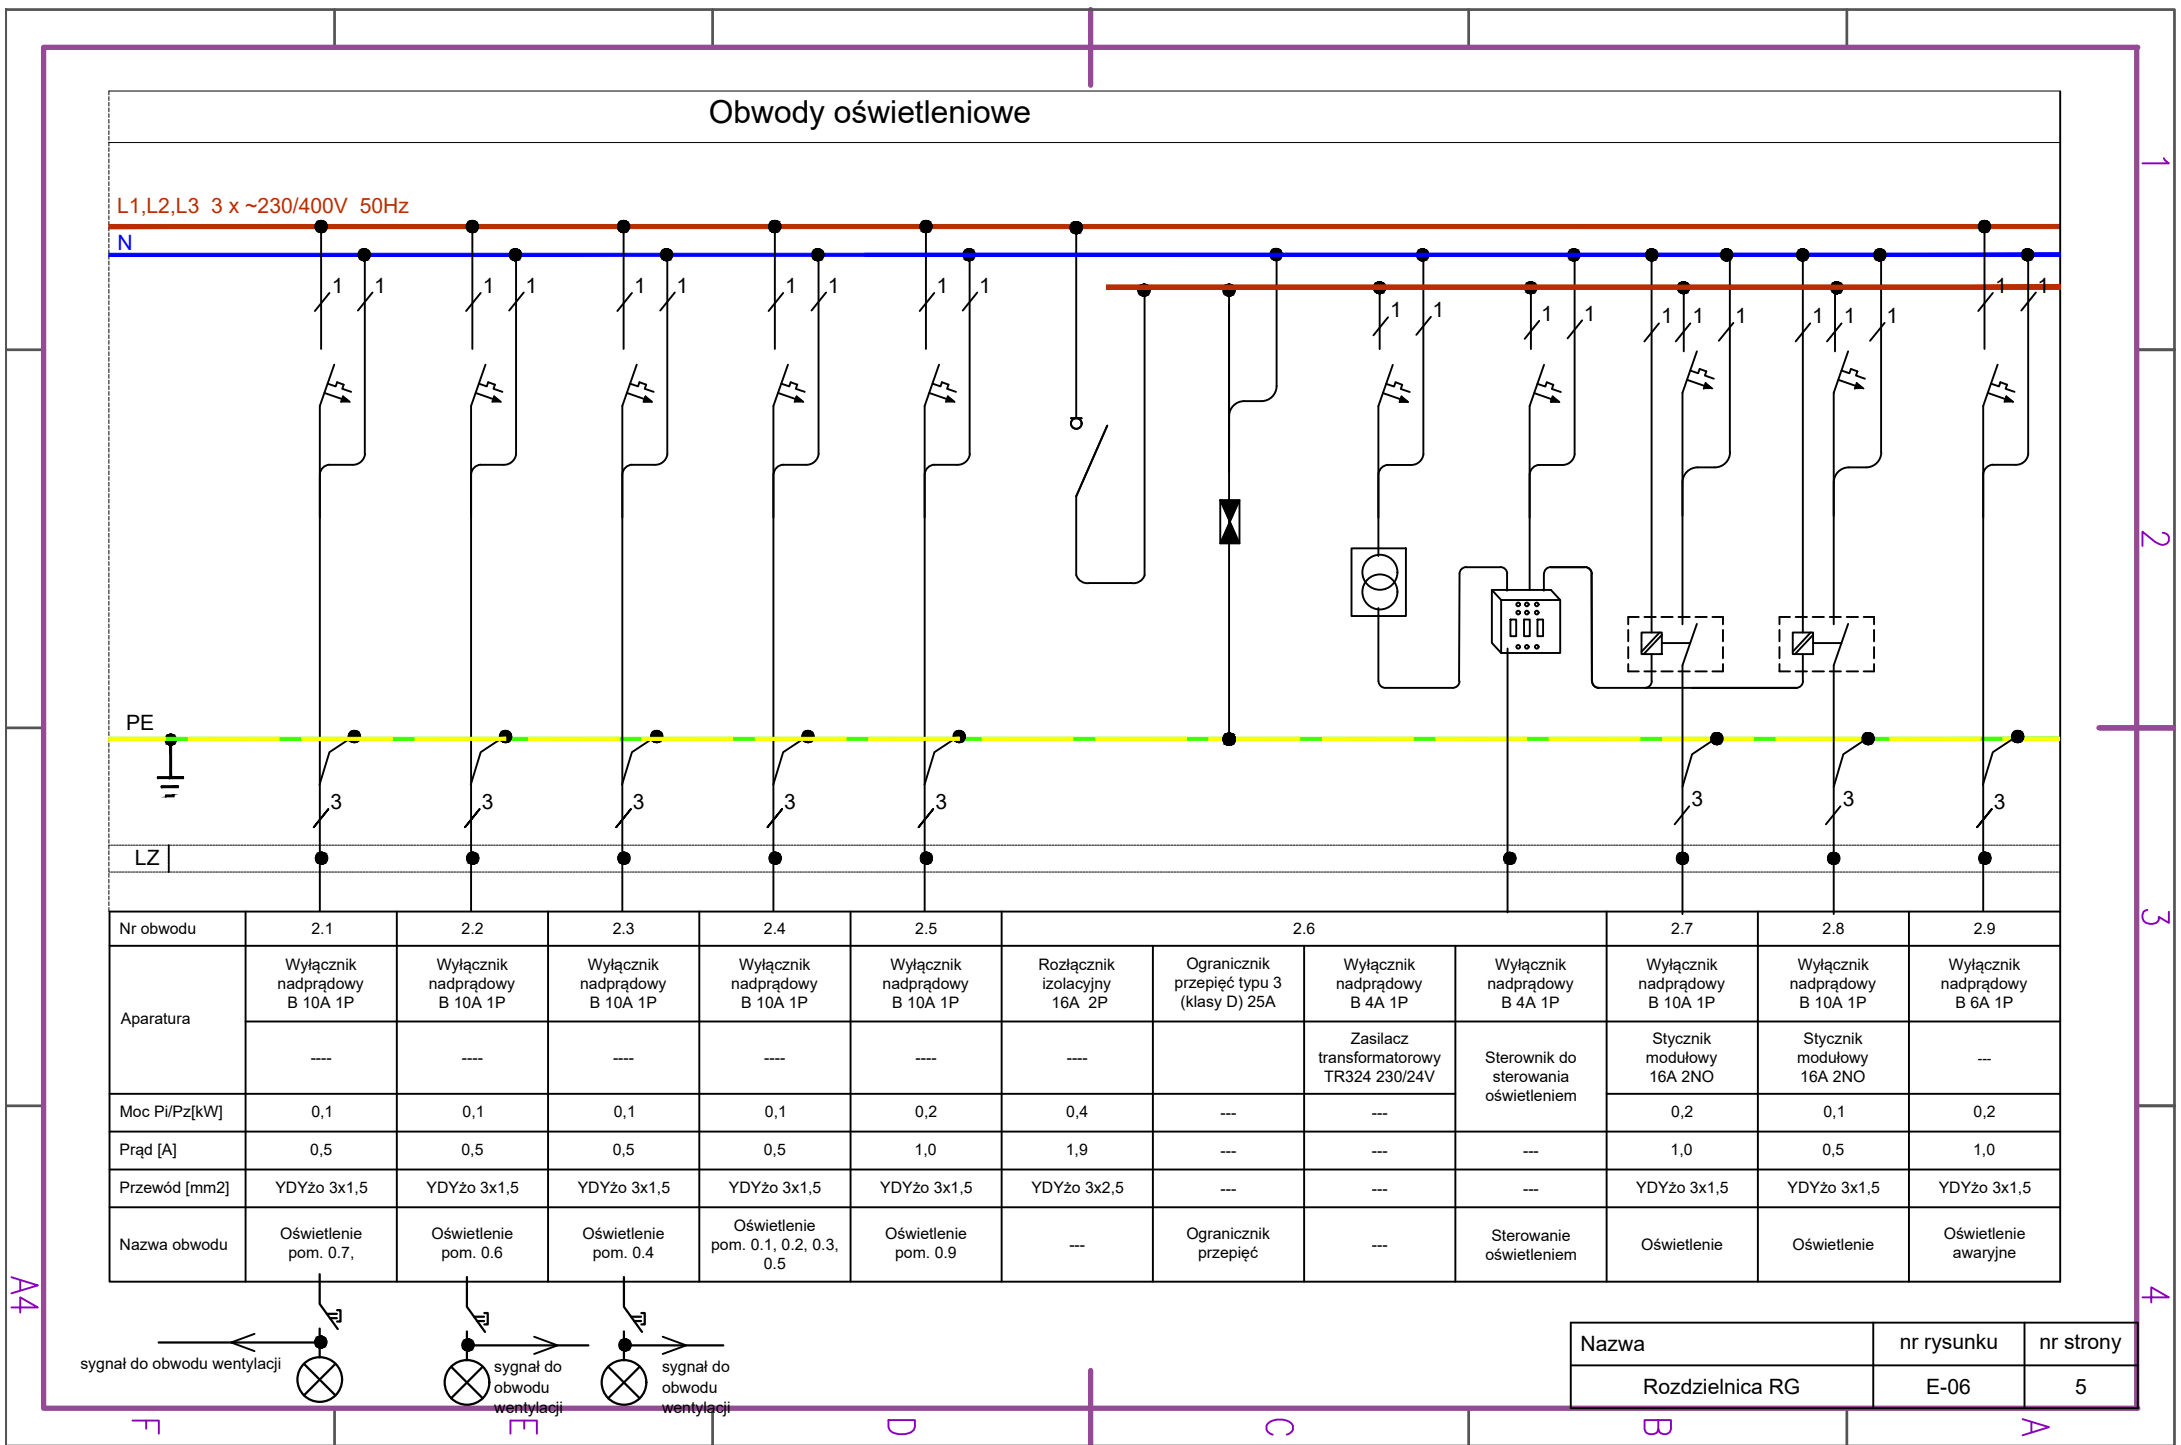 Obwody oświetleniowe
L1,L2,L3 3 x ~230/400V 50Hz
N
1 1 1 1 1 1 1 1 1 1 1 1
1 1 1 1 1 1 1 1 1 1
PE
3 3 3 3 3 3 3 3
LZ
Nr obwodu 2.1 2.2 2.3 2.4 2.5 2.6 2.7 2.8 2.9
Aparatura
Wyłącznik
nadprądowy
B 10A 1P
Wyłącznik
nadprądowy
B 10A 1P
Wyłącznik
nadprądowy
B 10A 1P
Wyłącznik
nadprądowy
B 10A 1P
Wyłącznik
nadprądowy
B 10A 1P
Rozłącznik
izolacyjny
16A 2P
Ogranicznik
przepięć typu 3
(klasy D) 25A
Wyłącznik
nadprądowy
B 4A 1P
Wyłącznik
nadprądowy
B 4A 1P
Wyłącznik
nadprądowy
B 10A 1P
Wyłącznik
nadprądowy
B 10A 1P
Wyłącznik
nadprądowy
B 6A 1P
---- ---- ---- ---- ---- ----
Zasilacz
transformatorowy
TR324 230/24V
Sterownik do
sterowania
oświetleniem
Stycznik
modułowy
16A 2NO
Stycznik
modułowy
16A 2NO
---
Moc Pi/Pz[kW] 0,1 0,1 0,1 0,1 0,2 0,4 --- --- 0,2 0,1 0,2
Prąd [A] 0,5 0,5 0,5 0,5 1,0 1,9 --- --- --- 1,0 0,5 1,0
Przewód [mm2] YDYżo 3x1,5 YDYżo 3x1,5 YDYżo 3x1,5 YDYżo 3x1,5 YDYżo 3x1,5 YDYżo 3x2,5 --- --- --- YDYżo 3x1,5 YDYżo 3x1,5 YDYżo 3x1,5
Nazwa obwodu
Oświetlenie
pom. 0.7,
Oświetlenie
pom. 0.6
Oświetlenie
pom. 0.4
Oświetlenie
pom. 0.1, 0.2, 0.3,
0.5
Oświetlenie
pom. 0.9
---
Ogranicznik
przepięć
---
Sterowanie
oświetleniem
Oświetlenie
Oświetlenie
Oświetlenie
awaryjne
sygnał do obwodu wentylacji
sygnał do
obwodu
wentylacji
sygnał do
obwodu
wentylacji
Nazwa nr rysunku nr strony
Rozdzielnica RG E-06 5
1
2
3
4
A4
F E D C B A